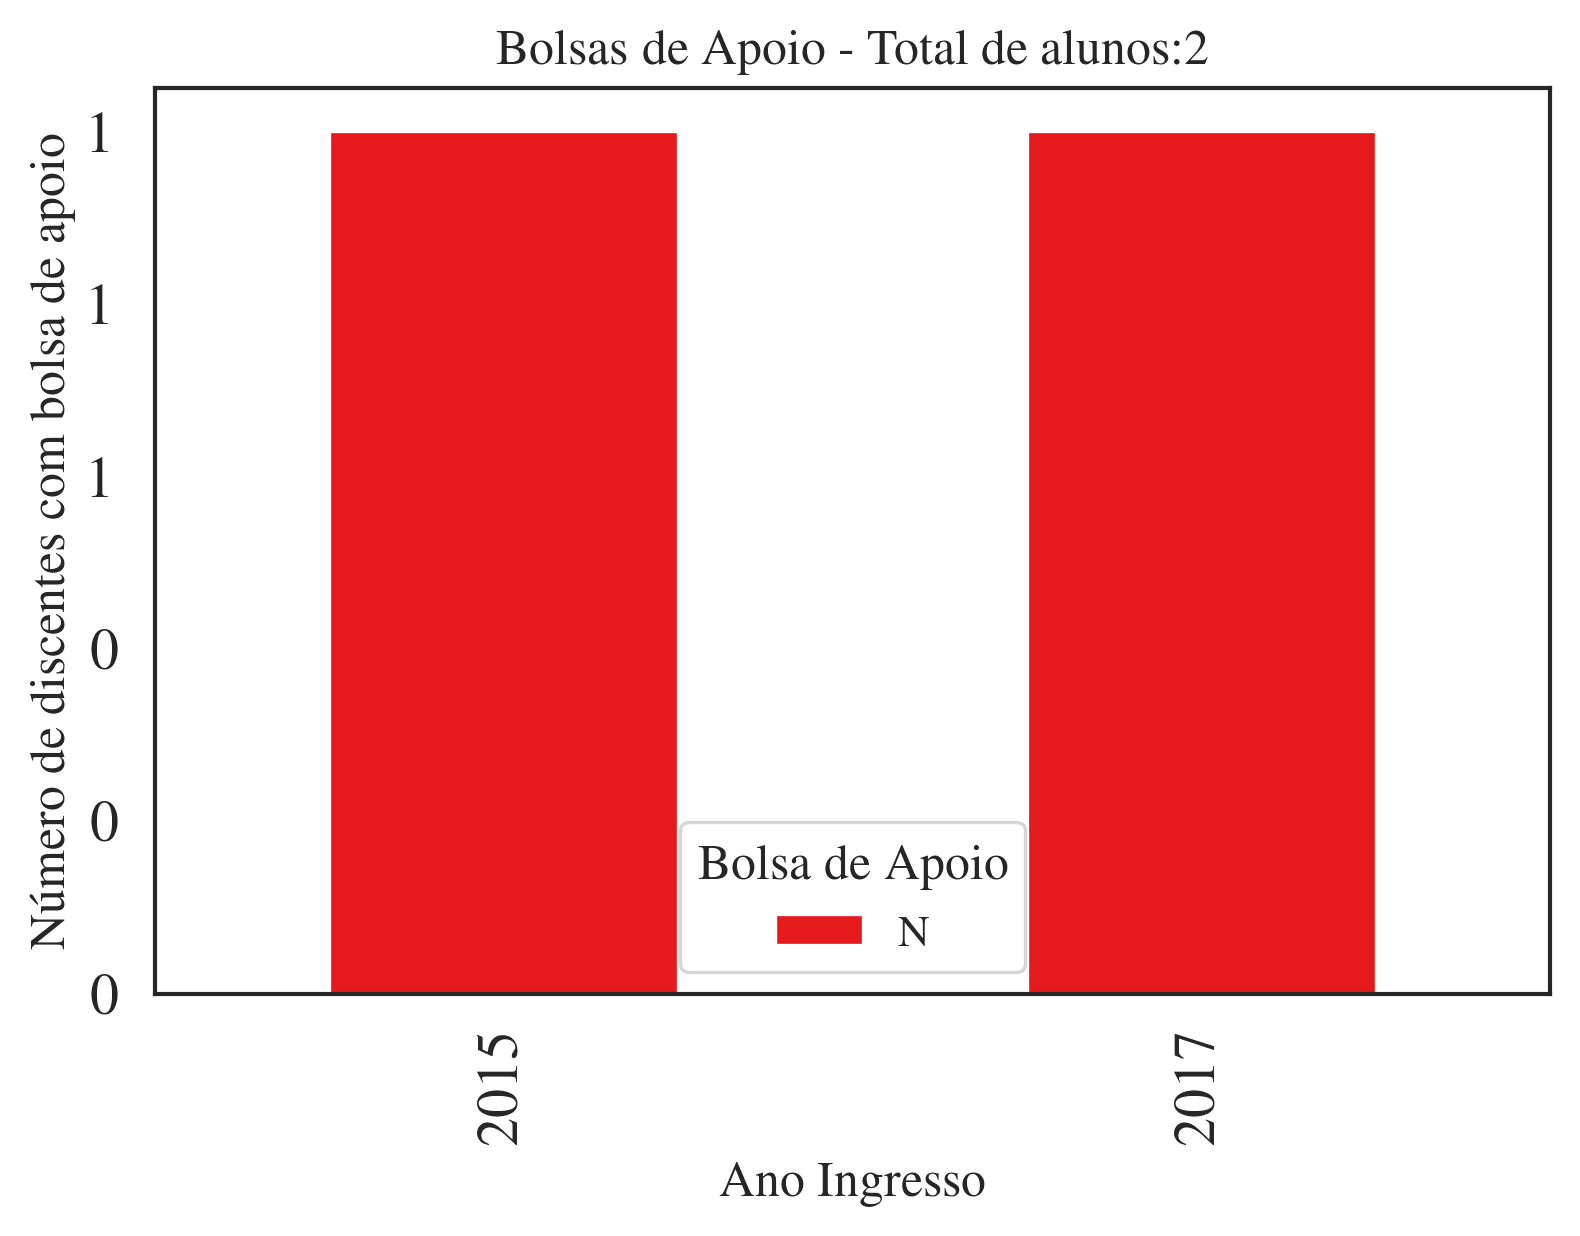 Bolsas de Apoio - Total de alunos:2
Número de discentes com bolsa de apoio
1
1
1
0
0
0
Bolsa de Apoio
N
2015
2017
Ano Ingresso